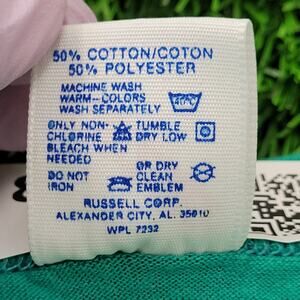 50% COTTON/COTON
50% POLYESTER
MACHINE WASH
WARM-COLORS
WASH SEPARATELY
ONLY NON- TUMBLE
CHLORINE DRY LOW
BLEACH WHEN
NEEDED
OR DRY
DO NOT CLEAN
IRON EMBLEM
RUSSELL CORP.
ALEXANDER CITY, AL. 35010
WPL 7232